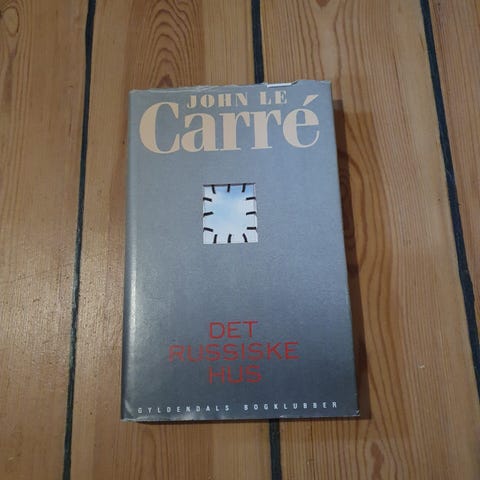 JOHN LE
Carré
DET
RUSSISKE
HUS
GYLDENDALS BOGKLUBBER